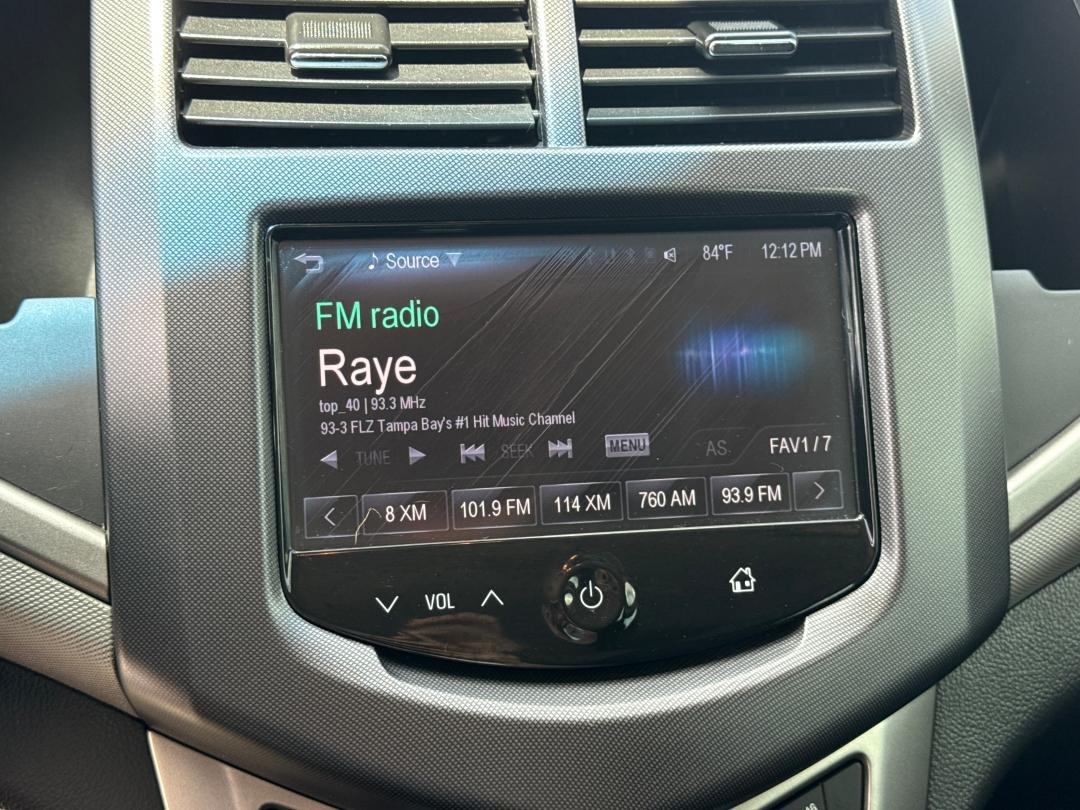 Source 84°F 12:12 PM
FM radio
Raye
top_40 | 93.3 MHz
93-3 FLZ Tampa Bay's #1 Hit Music Channel
TUNE SEEK MENU AS FAV1 / 7
8 XM 101.9 FM 114 XM 760 AM 93.9 FM
VOL